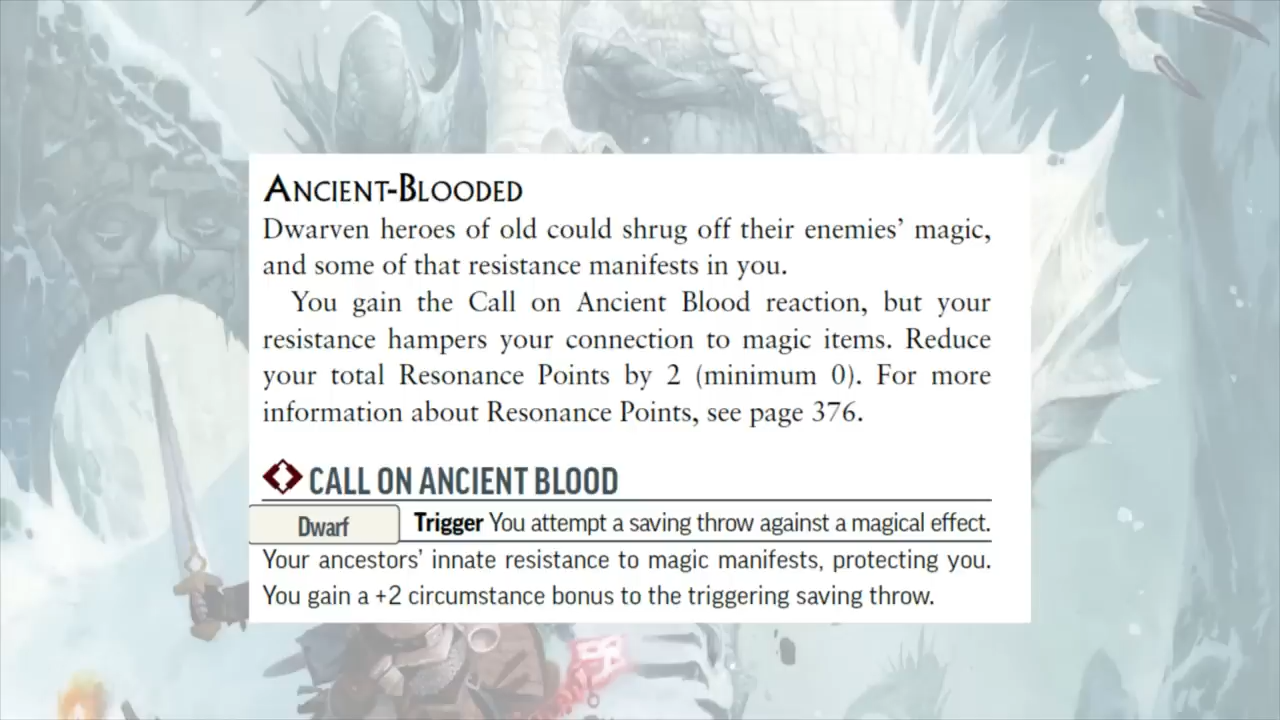 ANCIENT-BLOODED
Dwarven heroes of old could shrug off their enemies’ magic,
and some of that resistance manifests in you.
You gain the Call on Ancient Blood reaction, but your
resistance hampers your connection to magic items. Reduce
your total Resonance Points by 2 (minimum 0). For more
information about Resonance Points, see page 376.
CALL ON ANCIENT BLOOD
Dwarf Trigger You attempt a saving throw against a magical effect.
Your ancestors’ innate resistance to magic manifests, protecting you.
You gain a +2 circumstance bonus to the triggering saving throw.